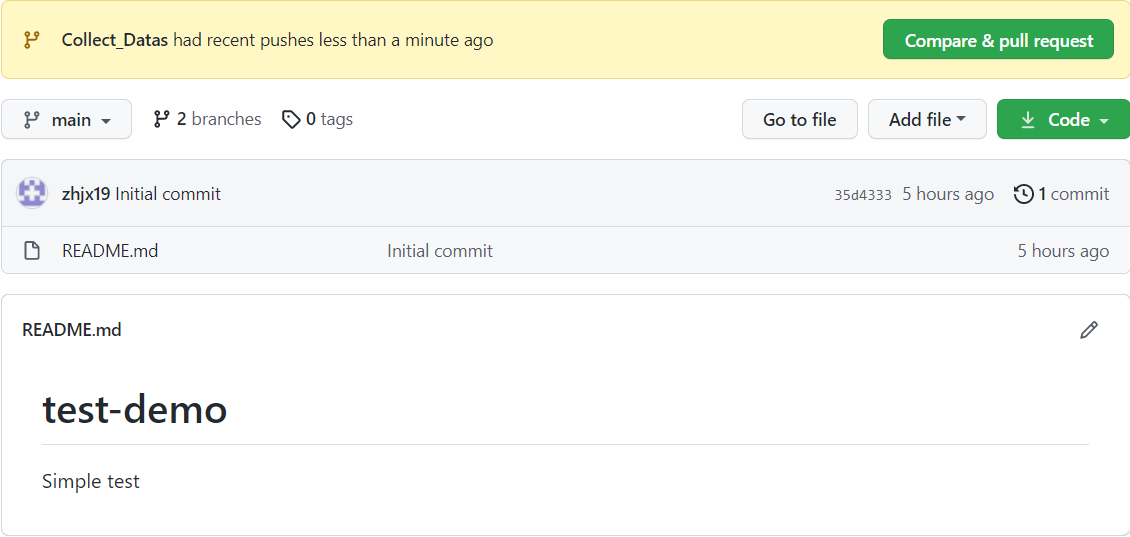 Collect_Datas had recent pushes less than a minute ago Compare & pull request
main 2 branches 0 tags Go to file Add file Code
zhjx19 Initial commit 35d4333 5 hours ago 1 commit
README.md Initial commit 5 hours ago
README.md
test-demo
Simple test